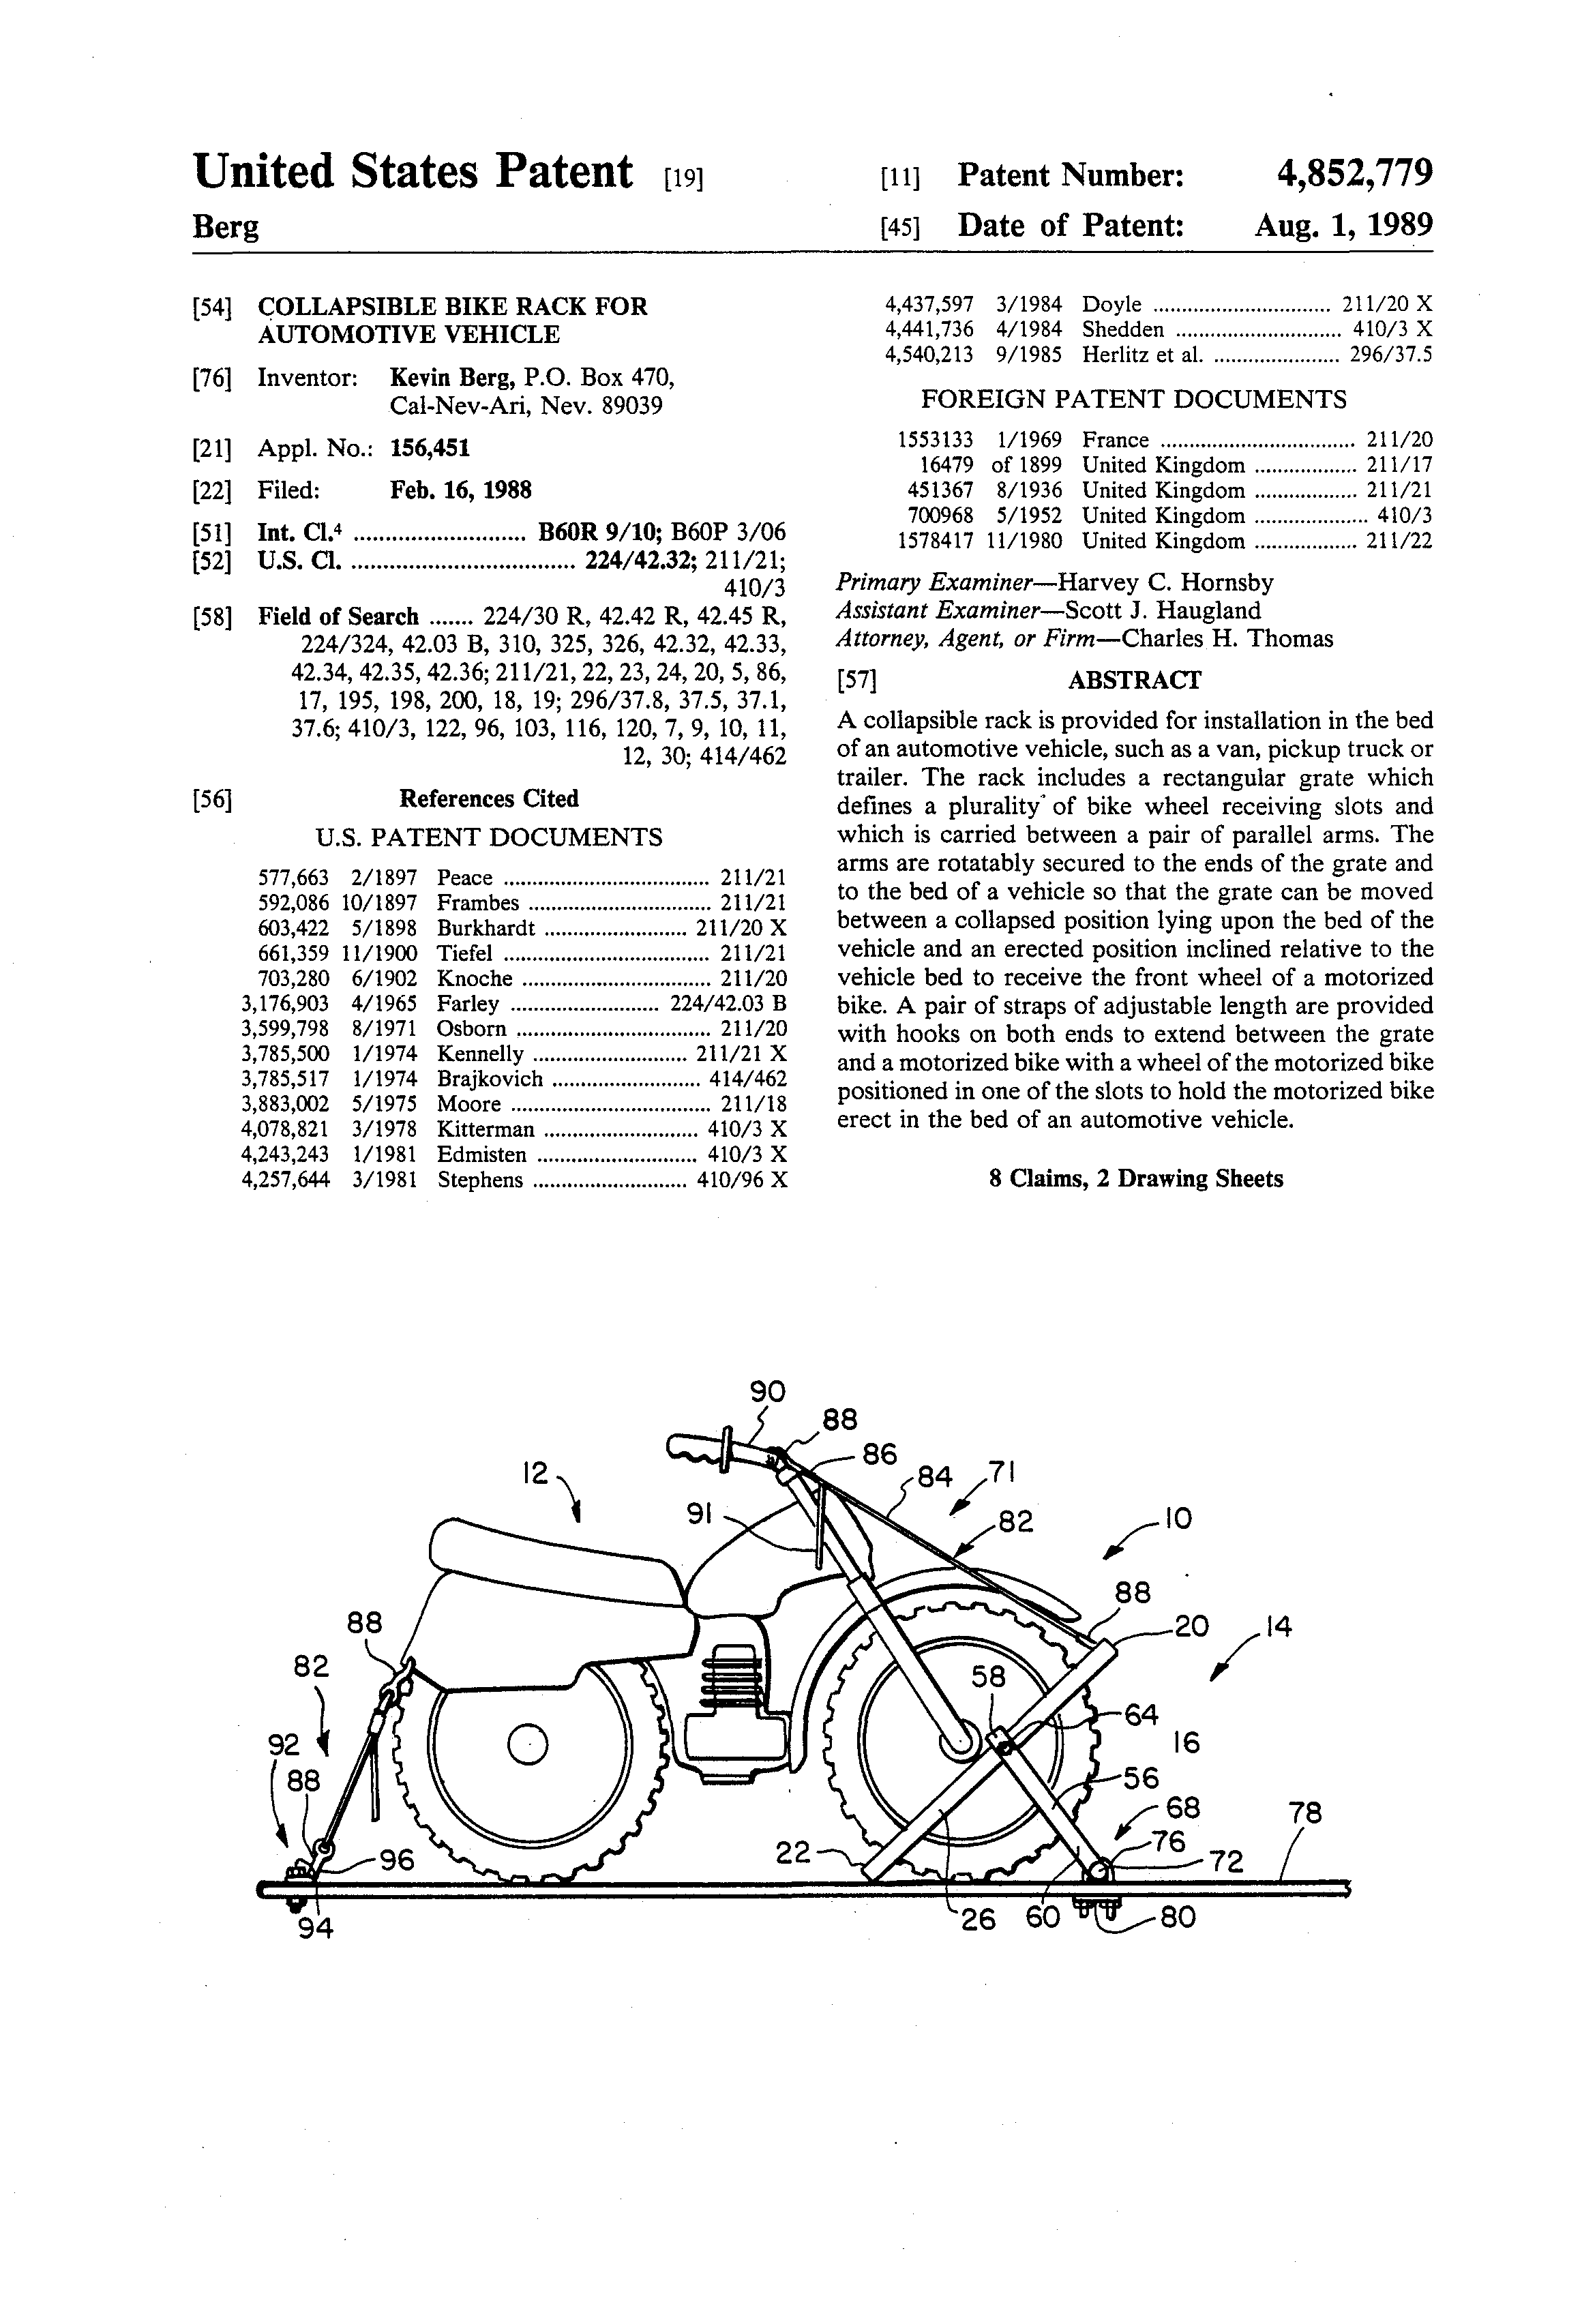 United States Patent [19]
Berg
[11] Patent Number: 4,852,779
[45] Date of Patent: Aug. 1, 1989
[54] COLLAPSIBLE BIKE RACK FOR
AUTOMOTIVE VEHICLE
[76] Inventor: Kevin Berg, P.O. Box 470,
Cal-Nev-Ari, Nev. 89039
[21] Appl. No.: 156,451
[22] Filed: Feb. 16, 1988
[51] Int. Cl.⁴ ........................... B60R 9/10; B60P 3/06
[52] U.S. Cl. .................................... 224/42.32; 211/21;
410/3
[58] Field of Search ....... 224/30 R, 42.42 R, 42.45 R,
224/324, 42.03 B, 310, 325, 326, 42.32, 42.33,
42.34, 42.35, 42.36; 211/21, 22, 23, 24, 20, 5, 86,
17, 195, 198, 200, 18, 19; 296/37.8, 37.5, 37.1,
37.6; 410/3, 122, 96, 103, 116, 120, 7, 9, 10, 11,
12, 30; 414/462
[56] References Cited
U.S. PATENT DOCUMENTS
577,663 2/1897 Peace .................................... 211/21
592,086 10/1897 Frambes ................................ 211/21
603,422 5/1898 Burkhardt ......................... 211/20 X
661,359 11/1900 Tiefel .................................... 211/21
703,280 6/1902 Knoche ................................. 211/20
3,176,903 4/1965 Farley .......................... 224/42.03 B
3,599,798 8/1971 Osborn .................................. 211/20
3,785,500 1/1974 Kennelly ........................... 211/21 X
3,785,517 1/1974 Brajkovich .......................... 414/462
3,883,002 5/1975 Moore ................................... 211/18
4,078,821 3/1978 Kitterman ........................... 410/3 X
4,243,243 1/1981 Edmisten ............................ 410/3 X
4,257,644 3/1981 Stephens ........................... 410/96 X
4,437,597 3/1984 Doyle ............................... 211/20 X
4,441,736 4/1984 Shedden ............................. 410/3 X
4,540,213 9/1985 Herlitz et al. ...................... 296/37.5
FOREIGN PATENT DOCUMENTS
1553133 1/1969 France .................................. 211/20
16479 of 1899 United Kingdom .................. 211/17
451367 8/1936 United Kingdom .................. 211/21
700968 5/1952 United Kingdom .................... 410/3
1578417 11/1980 United Kingdom .................. 211/22
Primary Examiner—Harvey C. Hornsby
Assistant Examiner—Scott J. Haugland
Attorney, Agent, or Firm—Charles H. Thomas
[57] ABSTRACT
A collapsible rack is provided for installation in the bed
of an automotive vehicle, such as a van, pickup truck or
trailer. The rack includes a rectangular grate which
defines a plurality of bike wheel receiving slots and
which is carried between a pair of parallel arms. The
arms are rotatably secured to the ends of the grate and
to the bed of a vehicle so that the grate can be moved
between a collapsed position lying upon the bed of the
vehicle and an erected position inclined relative to the
vehicle bed to receive the front wheel of a motorized
bike. A pair of straps of adjustable length are provided
with hooks on both ends to extend between the grate
and a motorized bike with a wheel of the motorized bike
positioned in one of the slots to hold the motorized bike
erect in the bed of an automotive vehicle.
8 Claims, 2 Drawing Sheets
90
88
86
12
84
71
91
82
10
88
88
20
14
82
58
64
92
16
88
56
68
78
76
22
96
72
94
26
60
80